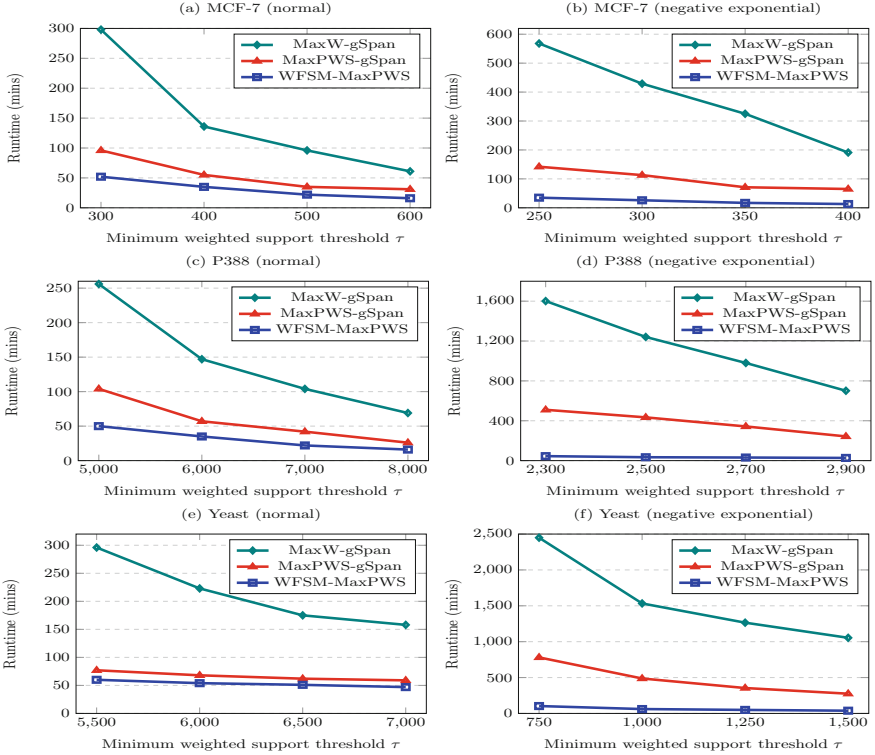 (a) MCF-7 (normal)
Runtime (mins)
300
250
200
150
100
50
0
MaxW-gSpan
MaxPWS-gSpan
WFSM-MaxPWS
300 400 500 600
Minimum weighted support threshold τ
(b) MCF-7 (negative exponential)
Runtime (mins)
600
500
400
300
200
100
0
MaxW-gSpan
MaxPWS-gSpan
WFSM-MaxPWS
250 300 350 400
Minimum weighted support threshold τ
(c) P388 (normal)
Runtime (mins)
250
200
150
100
50
0
MaxW-gSpan
MaxPWS-gSpan
WFSM-MaxPWS
5,000 6,000 7,000 8,000
Minimum weighted support threshold τ
(d) P388 (negative exponential)
Runtime (mins)
1,600
1,200
800
400
0
MaxW-gSpan
MaxPWS-gSpan
WFSM-MaxPWS
2,300 2,500 2,700 2,900
Minimum weighted support threshold τ
(e) Yeast (normal)
Runtime (mins)
300
250
200
150
100
50
0
MaxW-gSpan
MaxPWS-gSpan
WFSM-MaxPWS
5,500 6,000 6,500 7,000
Minimum weighted support threshold τ
(f) Yeast (negative exponential)
Runtime (mins)
2,500
2,000
1,500
1,000
500
0
MaxW-gSpan
MaxPWS-gSpan
WFSM-MaxPWS
750 1,000 1,250 1,500
Minimum weighted support threshold τ